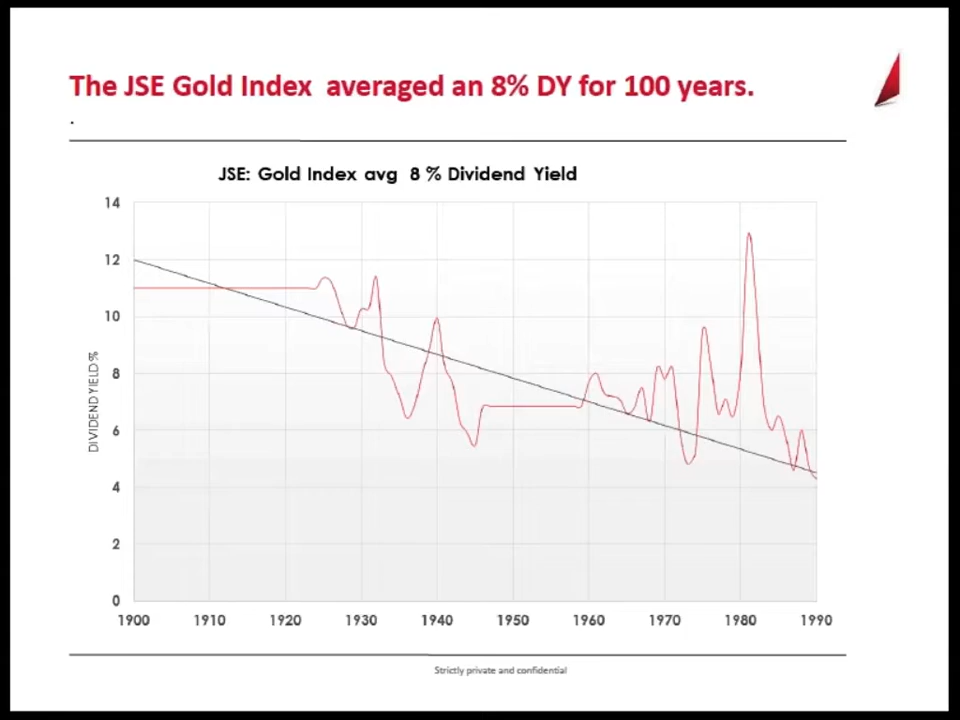 The JSE Gold Index averaged an 8% DY for 100 years.
.
JSE: Gold Index avg 8 % Dividend Yield
DIVIDEND YIELD %
14
12
10
8
6
4
2
0
1900 1910 1920 1930 1940 1950 1960 1970 1980 1990
Strictly private and confidential